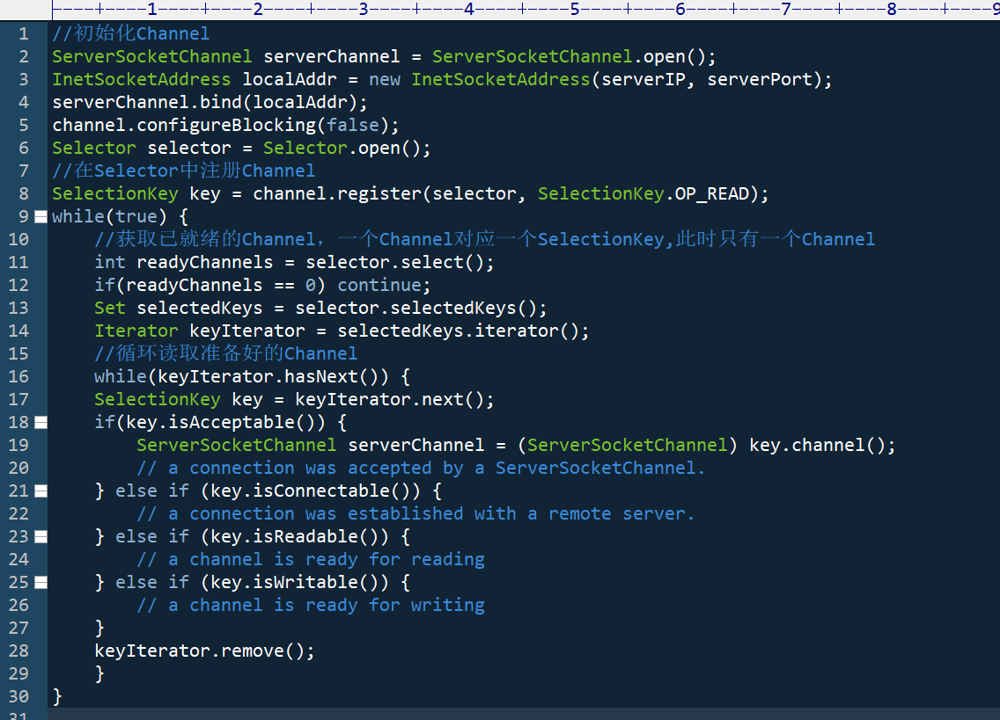 ----+----1----+----2----+----3----+----4----+----5----+----6----+----7----+----8----+----9
1 //初始化Channel
2 ServerSocketChannel serverChannel = ServerSocketChannel.open();
3 InetSocketAddress localAddr = new InetSocketAddress(serverIP, serverPort);
4 serverChannel.bind(localAddr);
5 channel.configureBlocking(false);
6 Selector selector = Selector.open();
7 //在Selector中注册Channel
8 SelectionKey key = channel.register(selector, SelectionKey.OP_READ);
9 while(true) {
10     //获取已就绪的Channel，一个Channel对应一个SelectionKey,此时只有一个Channel
11     int readyChannels = selector.select();
12     if(readyChannels == 0) continue;
13     Set selectedKeys = selector.selectedKeys();
14     Iterator keyIterator = selectedKeys.iterator();
15     //循环读取准备好的Channel
16     while(keyIterator.hasNext()) {
17     SelectionKey key = keyIterator.next();
18     if(key.isAcceptable()) {
19         ServerSocketChannel serverChannel = (ServerSocketChannel) key.channel();
20         // a connection was accepted by a ServerSocketChannel.
21     } else if (key.isConnectable()) {
22         // a connection was established with a remote server.
23     } else if (key.isReadable()) {
24         // a channel is ready for reading
25     } else if (key.isWritable()) {
26         // a channel is ready for writing
27     }
28     keyIterator.remove();
29     }
30 }
31